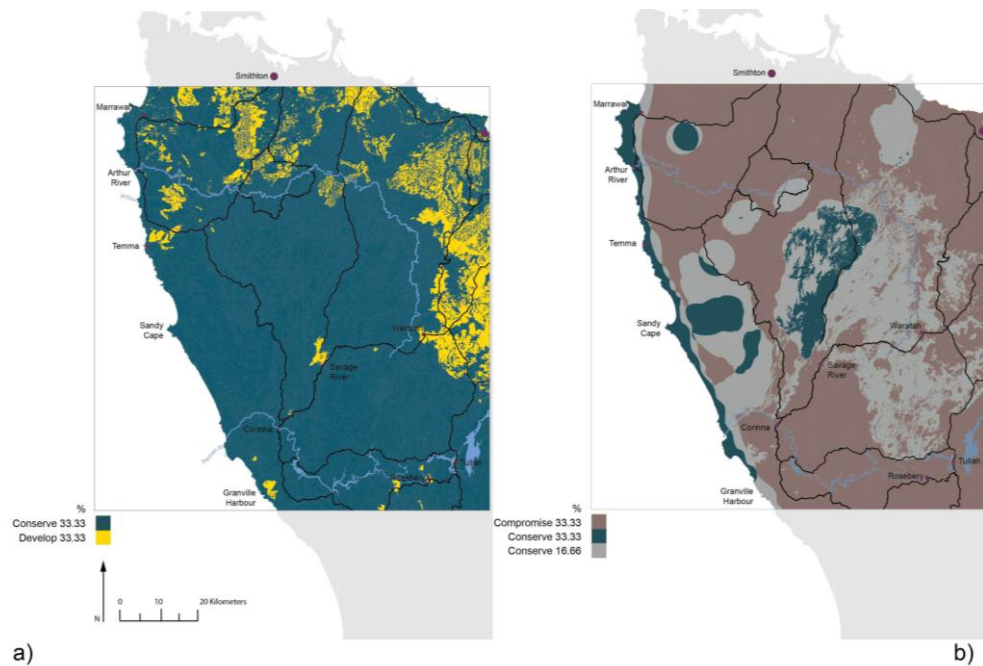 Smithton
Marrawah
Arthur
River
Temma
Sandy
Cape
Savage
River
Corinna
Rosebery
Tullah
Granville
Harbour
%
Conserve 33.33
Develop 33.33
N
0 10 20 Kilometers
a)
Smithton
Marrawah
Arthur
River
Temma
Sandy
Cape
Waratah
Savage
River
Corinna
Rosebery
Tullah
Granville
Harbour
%
Compromise 33.33
Conserve 33.33
Conserve 16.66
b)